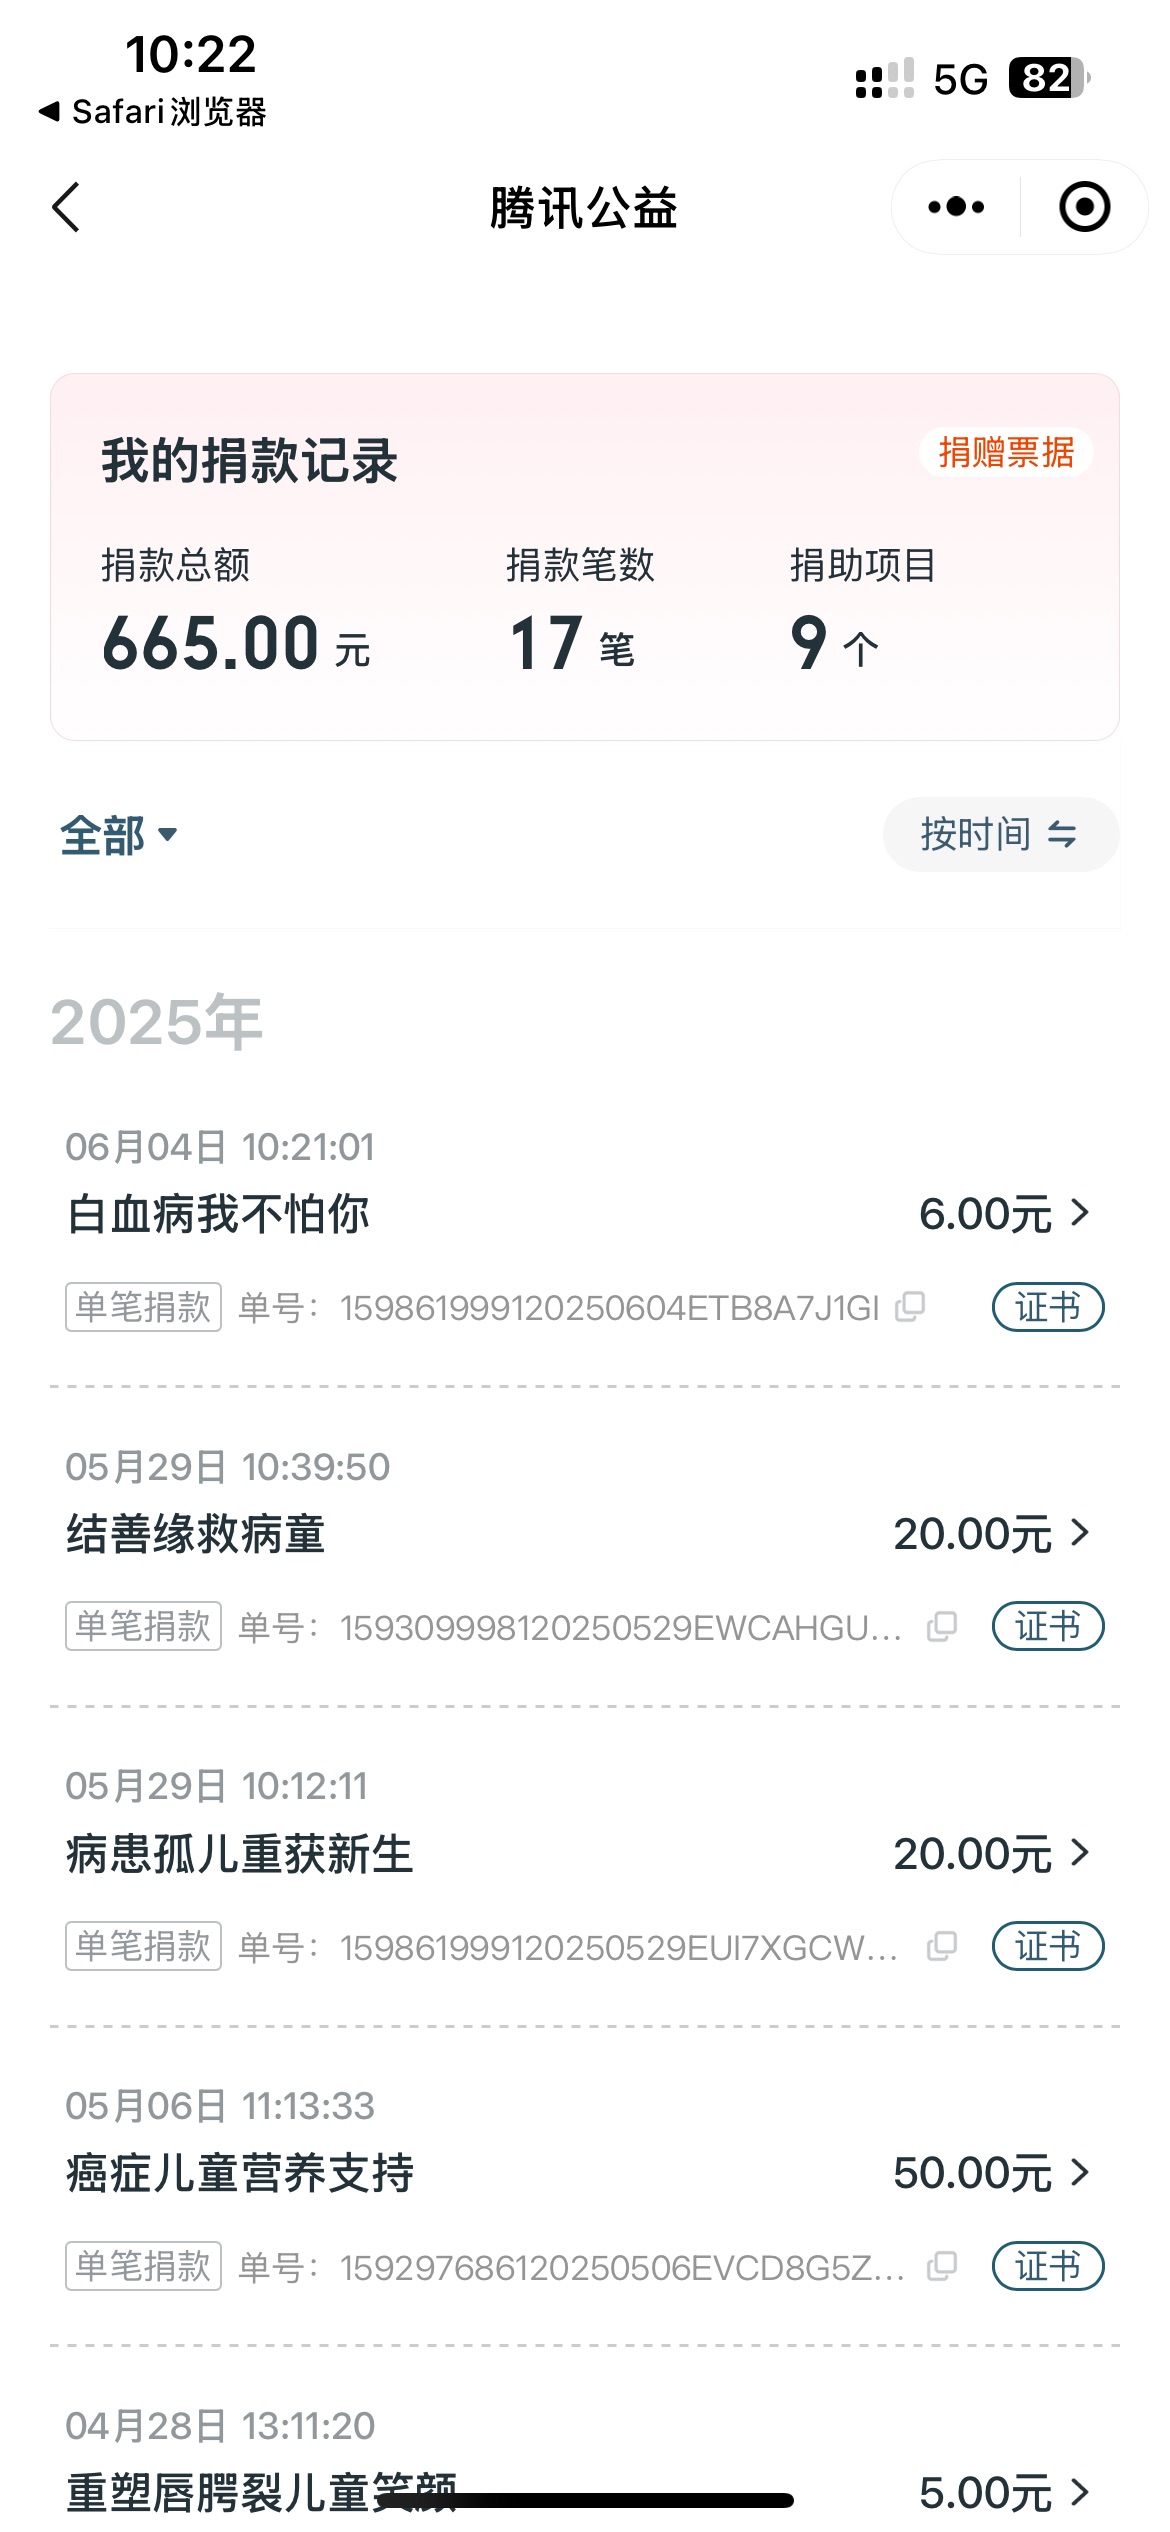 10:22
5G 82
◀ Safari浏览器
腾讯公益
我的捐款记录
捐赠票据
捐款总额 捐款笔数 捐助项目
665.00 元 17 笔 9 个
全部
按时间
2025年
06月04日 10:21:01
白血病我不怕你 6.00元
单笔捐款 单号： 159861999120250604ETB8A7J1GI 证书
05月29日 10:39:50
结善缘救病童 20.00元
单笔捐款 单号： 159309998120250529EWCAHGU... 证书
05月29日 10:12:11
病患孤儿重获新生 20.00元
单笔捐款 单号： 159861999120250529EUI7XGCW... 证书
05月06日 11:13:33
癌症儿童营养支持 50.00元
单笔捐款 单号： 159297686120250506EVCD8G5Z... 证书
04月28日 13:11:20
重塑唇腭裂儿童笑颜 5.00元